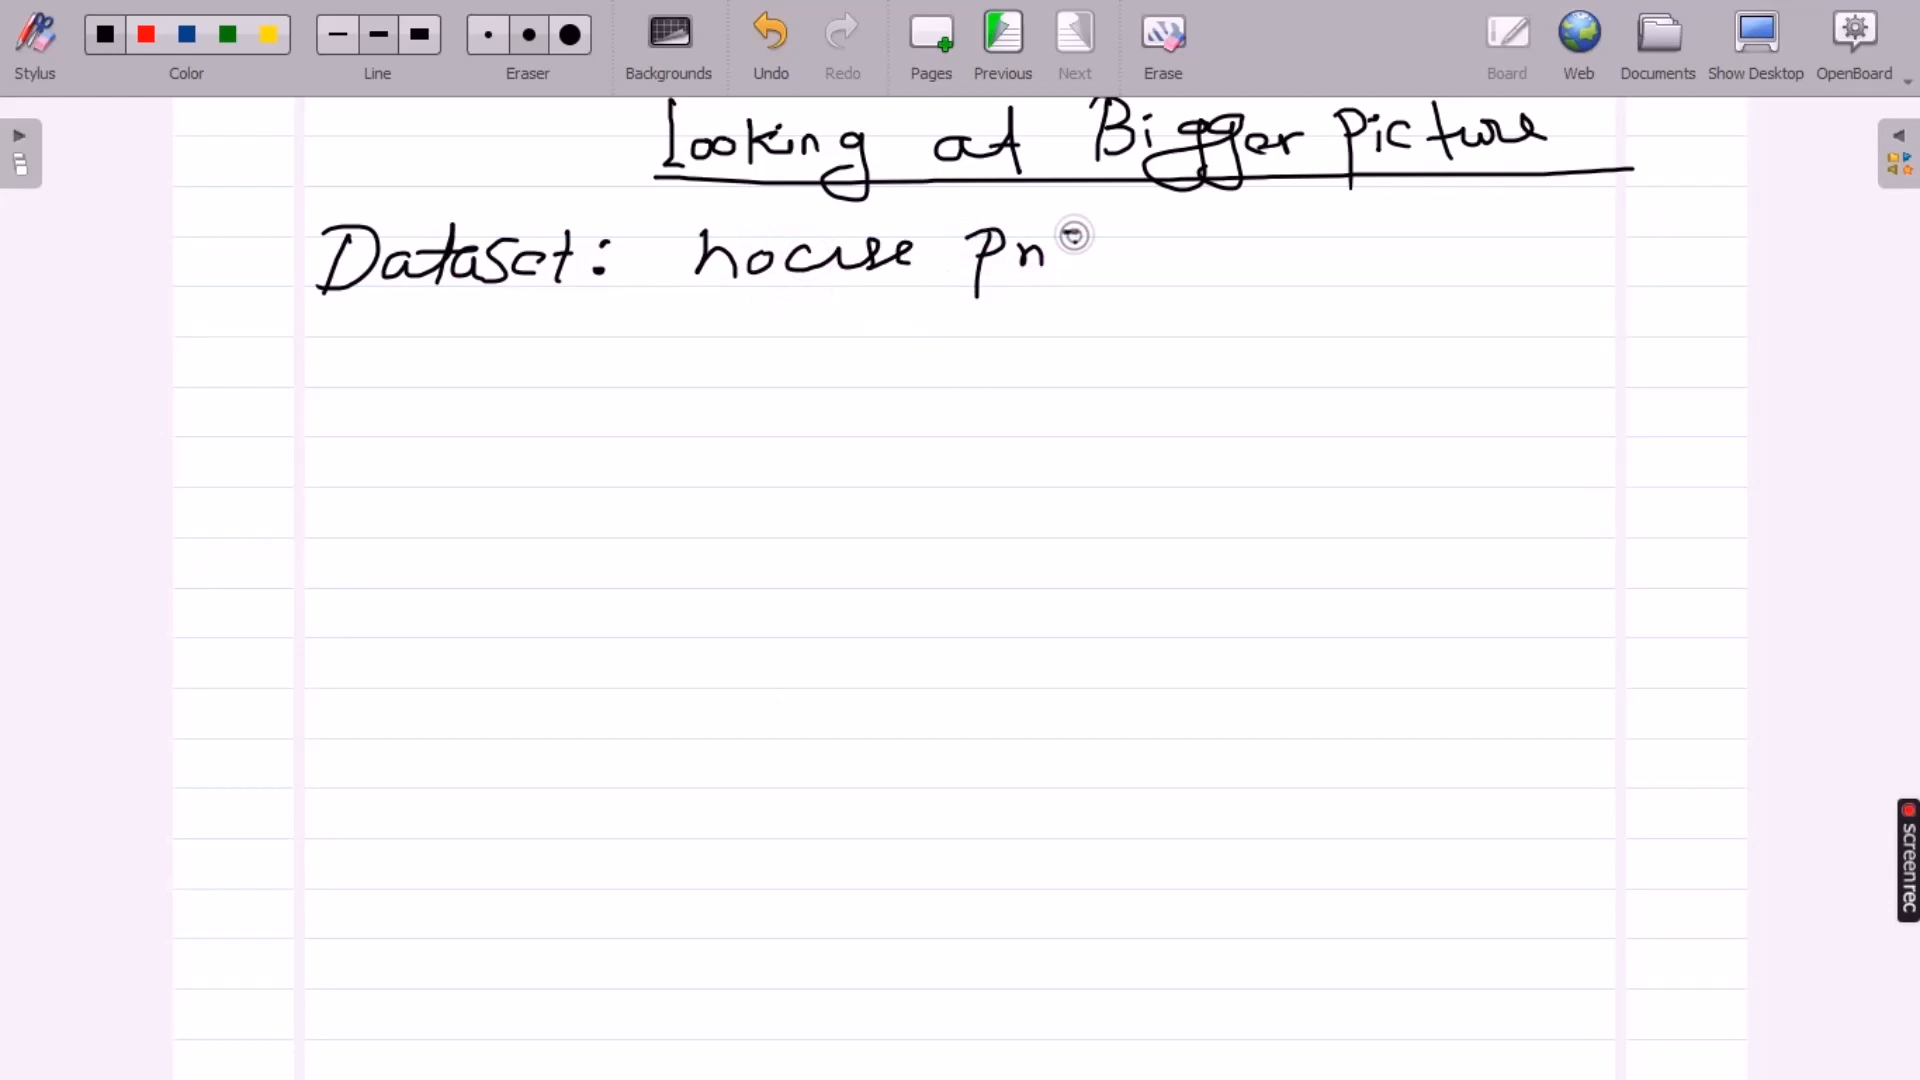 Stylus Color Line Eraser Backgrounds Undo Redo Pages Previous Next Erase Board Web Documents Show Desktop OpenBoard
Looking at Bigger Picture
Dataset: house
screenrec